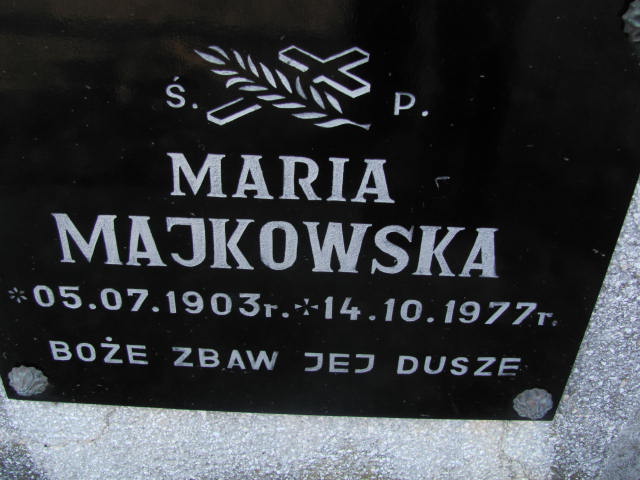 Ś. P.
MARIA
MAJKOWSKA
*05.07.1903r. ✢14.10.1977r.
BOŻE ZBAW JEJ DUSZE